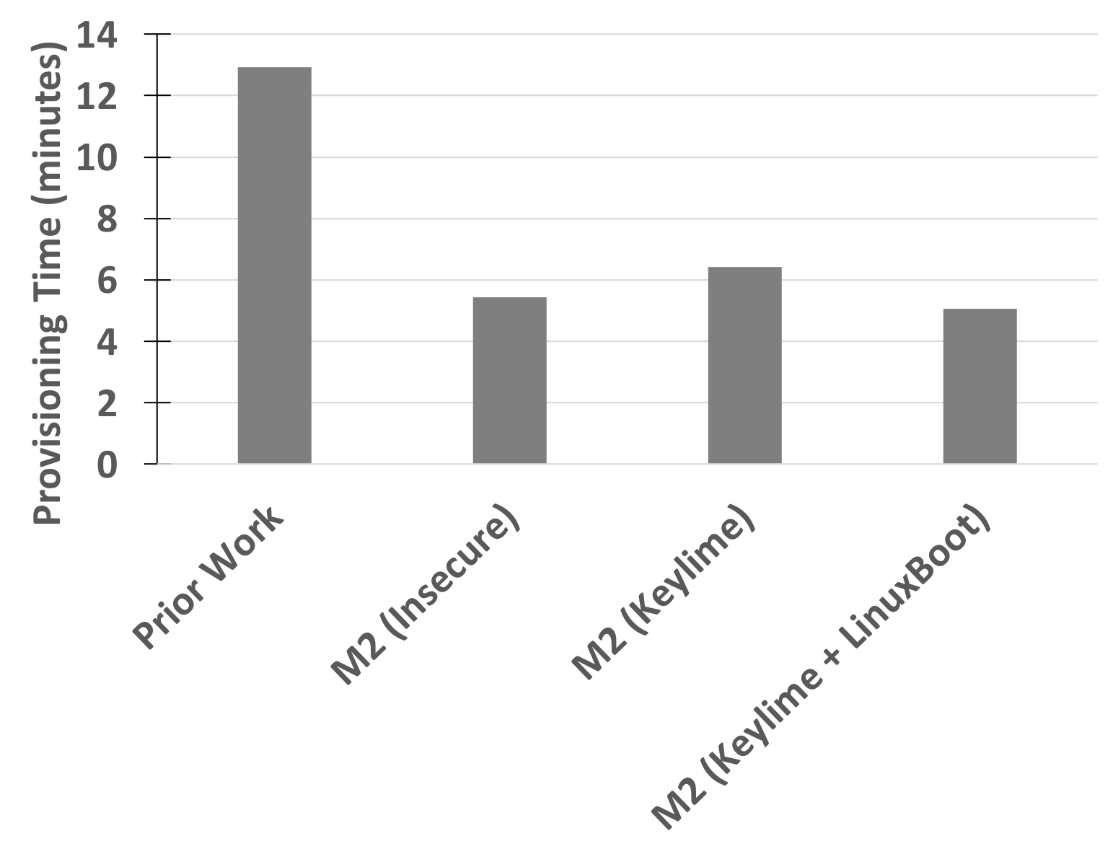 Provisioning Time (minutes)
14
12
10
8
6
4
2
0
Prior Work
M2 (Insecure)
M2 (Keylime)
M2 (Keylime + LinuxBoot)